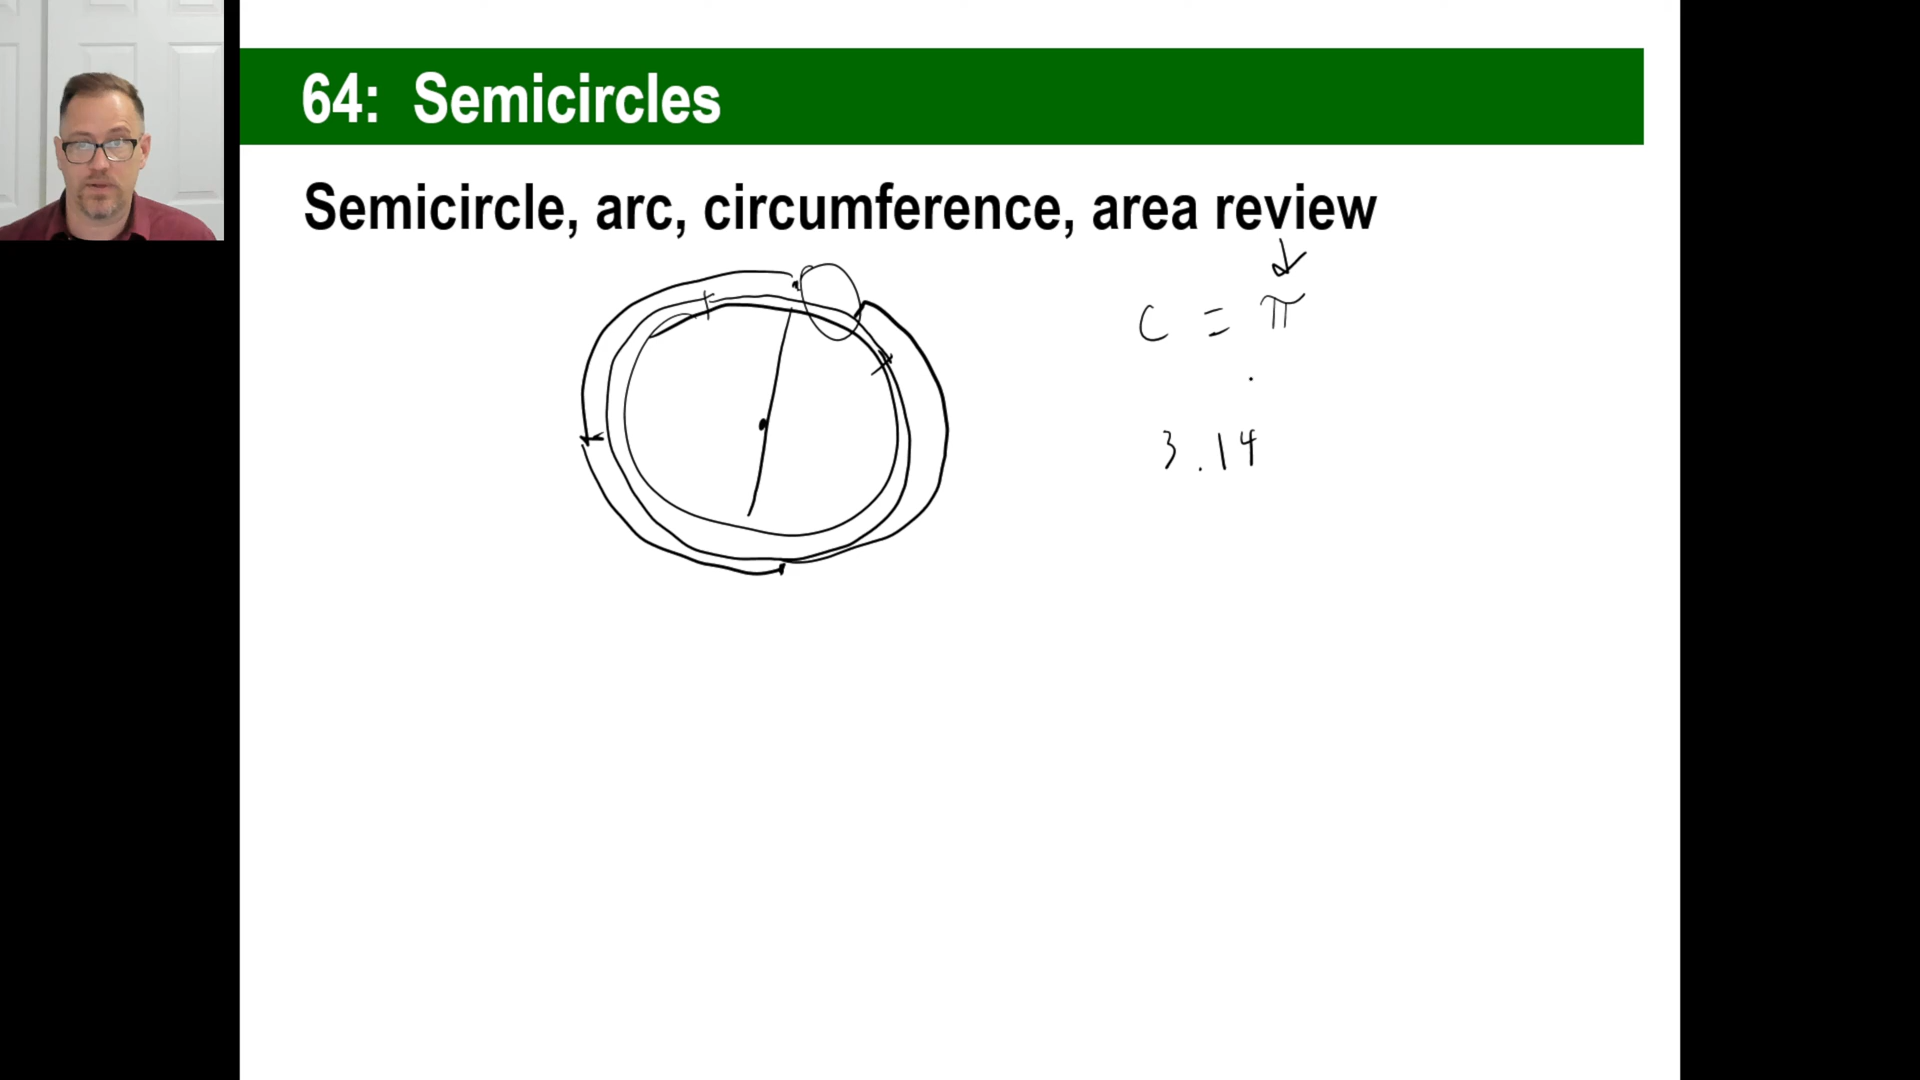 64: Semicircles
Semicircle, arc, circumference, area review
C = π
3.14